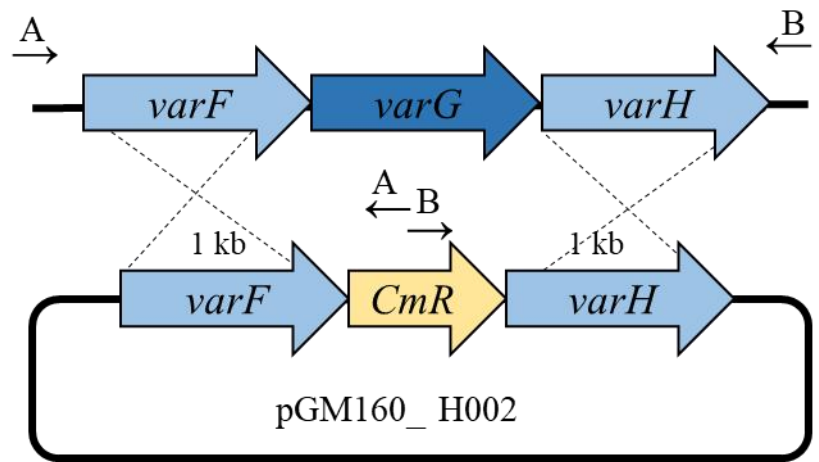 A
B
varF
varG
varH
A
B
1 kb
1 kb
varF
CmR
varH
pGM160_ H002